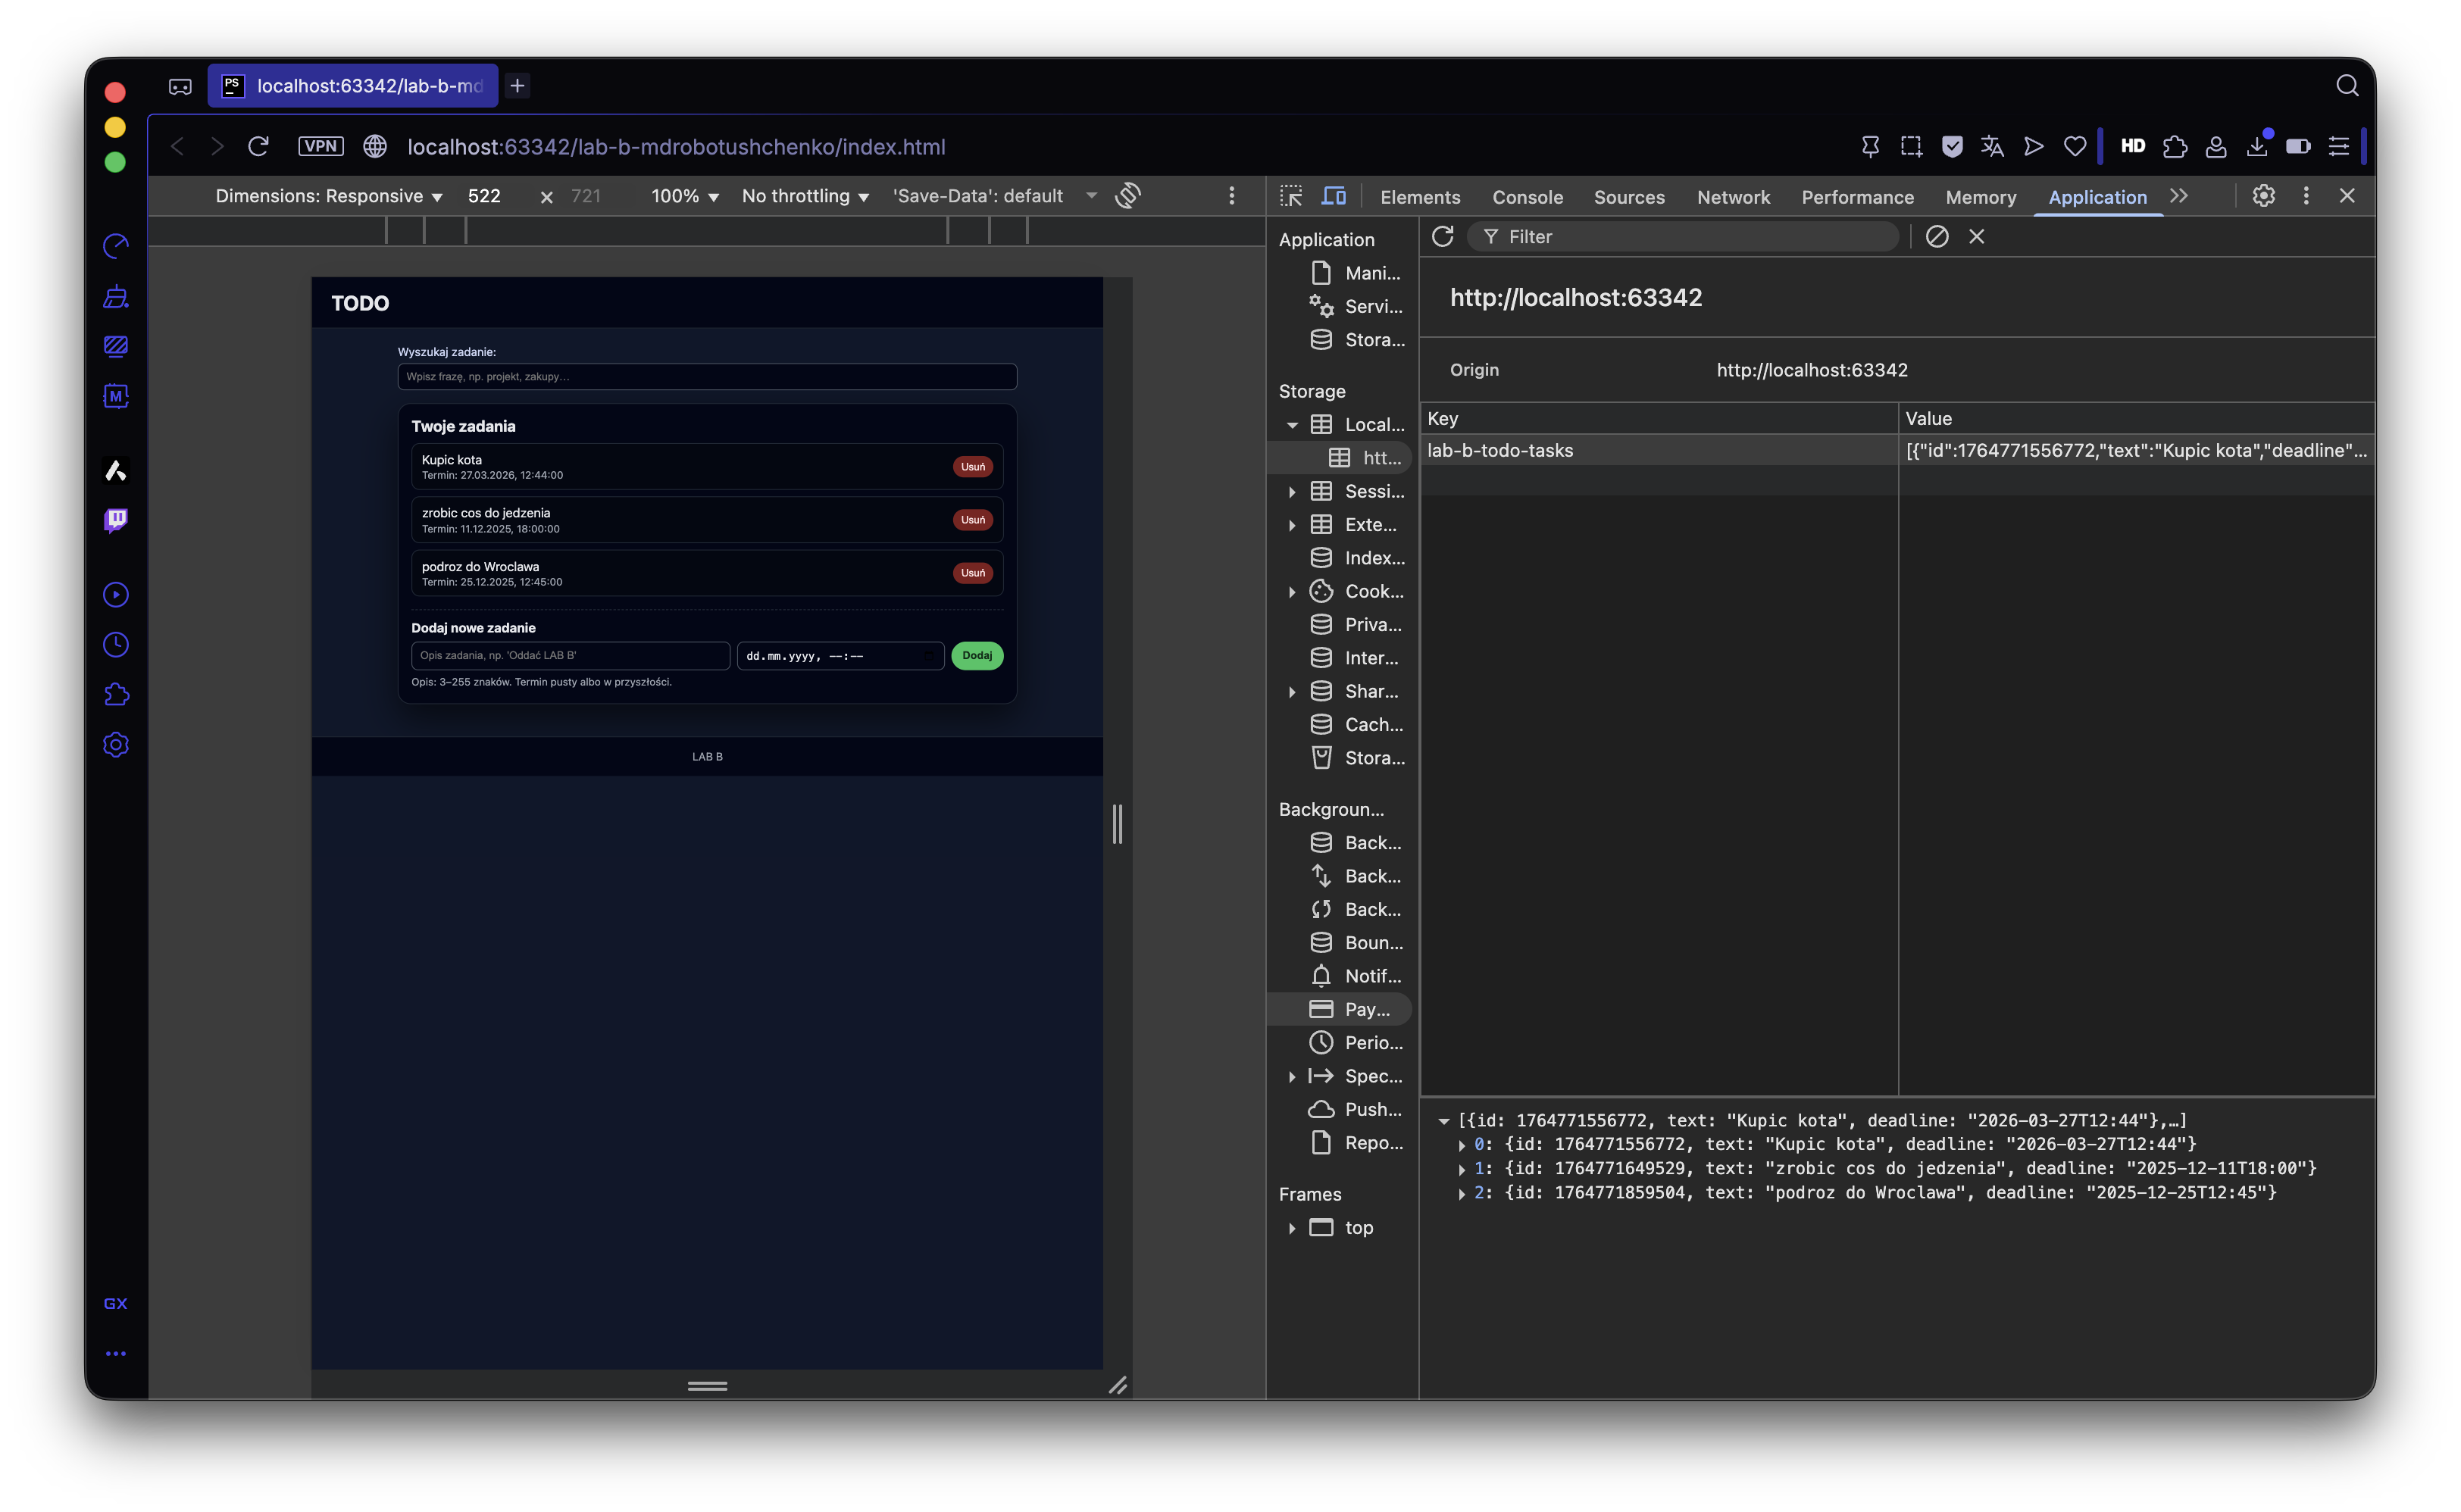 PS
localhost:63342/lab-b-md
VPN
localhost:63342/lab-b-mdrobotushchenko/index.html
HD
Dimensions: Responsive
522
×
721
100%
No throttling
'Save-Data': default
Elements
Console
Sources
Network
Performance
Memory
Application
M
GX
TODO
Wyszukaj zadanie:
Wpisz frazę, np. projekt, zakupy…
Twoje zadania
Kupic kota
Termin: 27.03.2026, 12:44:00
Usuń
zrobic cos do jedzenia
Termin: 11.12.2025, 18:00:00
Usuń
podroz do Wroclawa
Termin: 25.12.2025, 12:45:00
Usuń
Dodaj nowe zadanie
Opis zadania, np. 'Oddać LAB B'
dd.mm.yyyy, --:--
Dodaj
Opis: 3–255 znaków. Termin pusty albo w przyszłości.
LAB B
Application
Mani...
Servi...
Stora...
Storage
Local...
htt...
Sessi...
Exte...
Index...
Cook...
Priva...
Inter...
Shar...
Cach...
Stora...
Backgroun...
Back...
Back...
Back...
Boun...
Notif...
Pay...
Perio...
Spec...
Push...
Repo...
Frames
top
Filter
http://localhost:63342
Origin
http://localhost:63342
Key
Value
lab-b-todo-tasks
[{"id":1764771556772,"text":"Kupic kota","deadline"...
[{id: 1764771556772, text: "Kupic kota", deadline: "2026-03-27T12:44"},…]
0: {id: 1764771556772, text: "Kupic kota", deadline: "2026-03-27T12:44"}
1: {id: 1764771649529, text: "zrobic cos do jedzenia", deadline: "2025-12-11T18:00"}
2: {id: 1764771859504, text: "podroz do Wroclawa", deadline: "2025-12-25T12:45"}